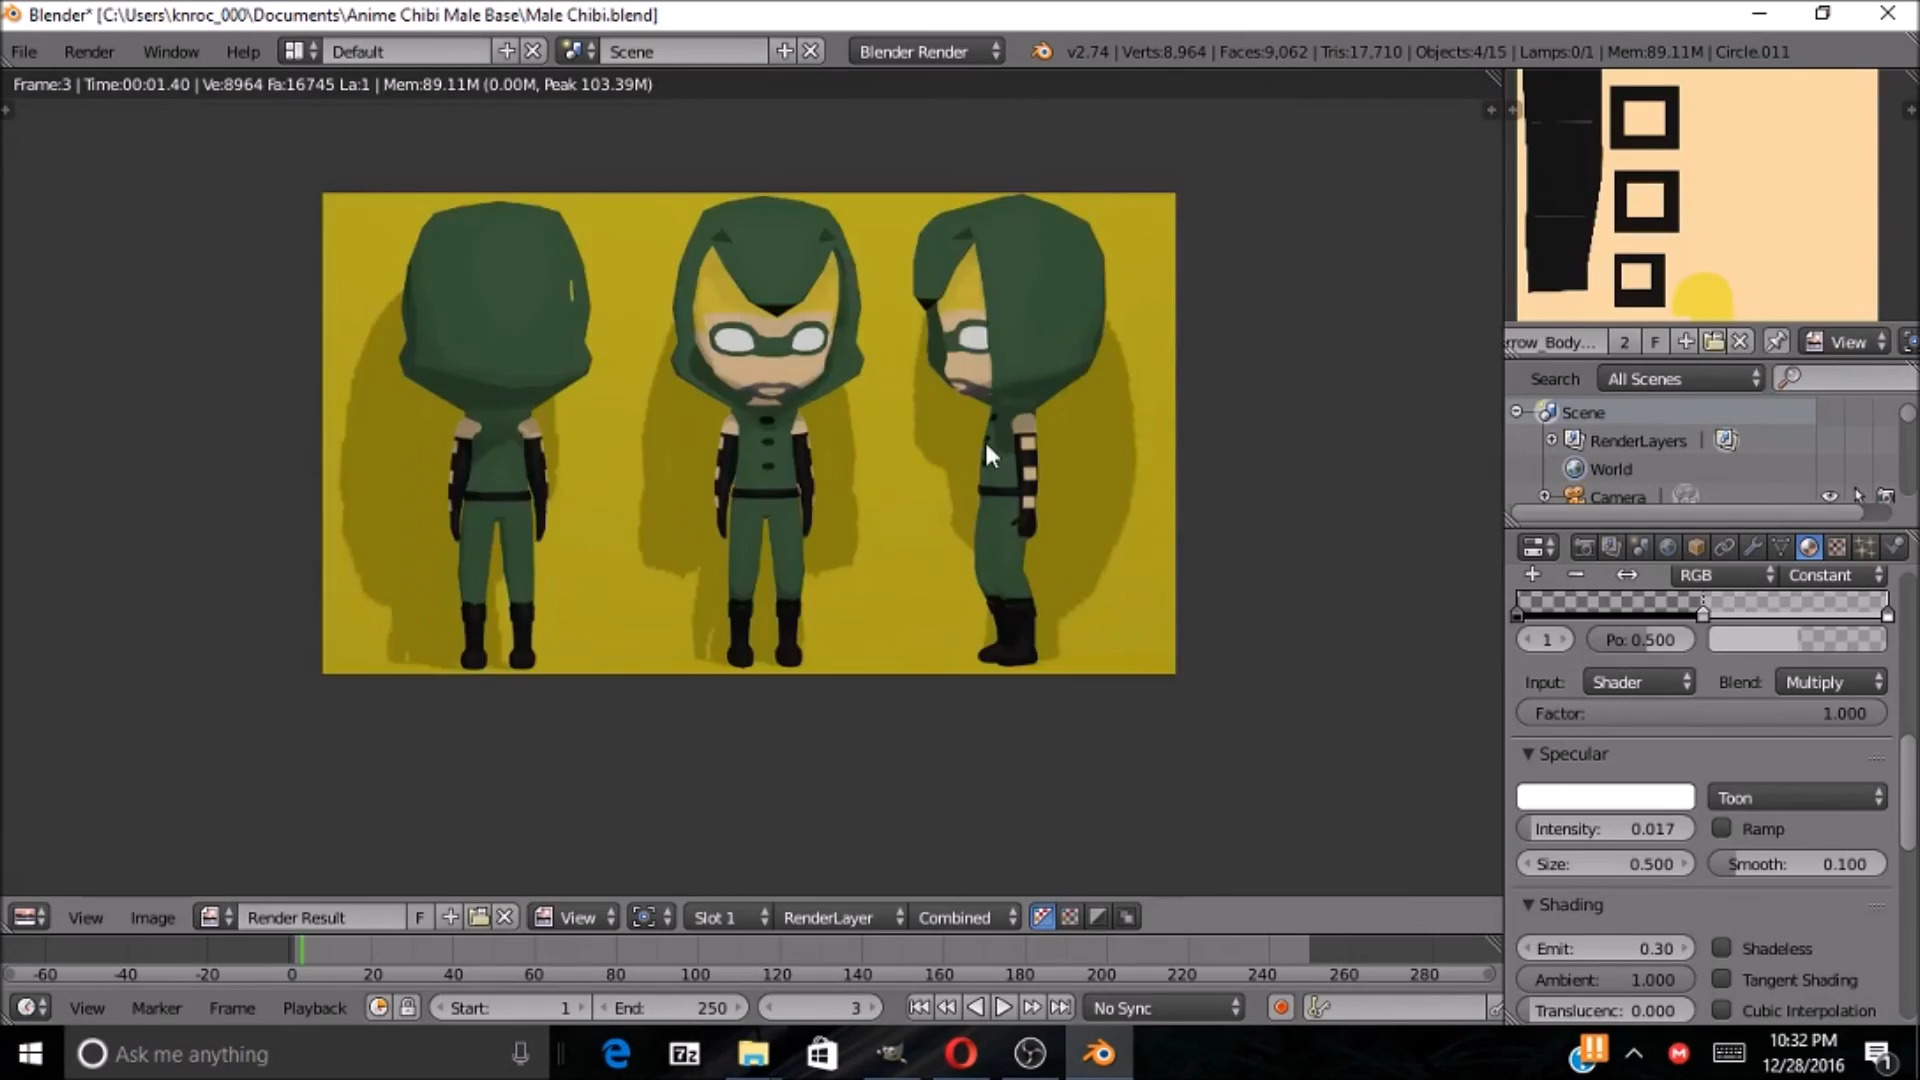 Blender* [C:\Users\knroc_000\Documents\Anime Chibi Male Base\Male Chibi.blend]
File Render Window Help Default Scene Blender Render v2.74 | Verts:8,964 | Faces:9,062 | Tris:17,710 | Objects:4/15 | Lamps:0/1 | Mem:89.11M | Circle.011
Frame:3 | Time:00:01.40 | Ve:8964 Fa:16745 La:1 | Mem:89.11M (0.00M, Peak 103.39M)
rrow_Body... 2 F View
Search All Scenes
Scene
RenderLayers |
World
Camera |
RGB Constant
1 Po: 0.500
Input: Shader Blend: Multiply
Factor: 1.000
Specular
Toon
Intensity: 0.017 Ramp
Size: 0.500 Smooth: 0.100
Shading
Emit: 0.30 Shadeless
Ambient: 1.000 Tangent Shading
Translucenc: 0.000 Cubic Interpolation
View Image Render Result F View Slot 1 RenderLayer Combined
-60 -40 -20 0 20 40 60 80 100 120 140 160 180 200 220 240 260 280
View Marker Frame Playback Start: 1 End: 250 3 No Sync
Ask me anything
7z
10:32 PM
12/28/2016
1